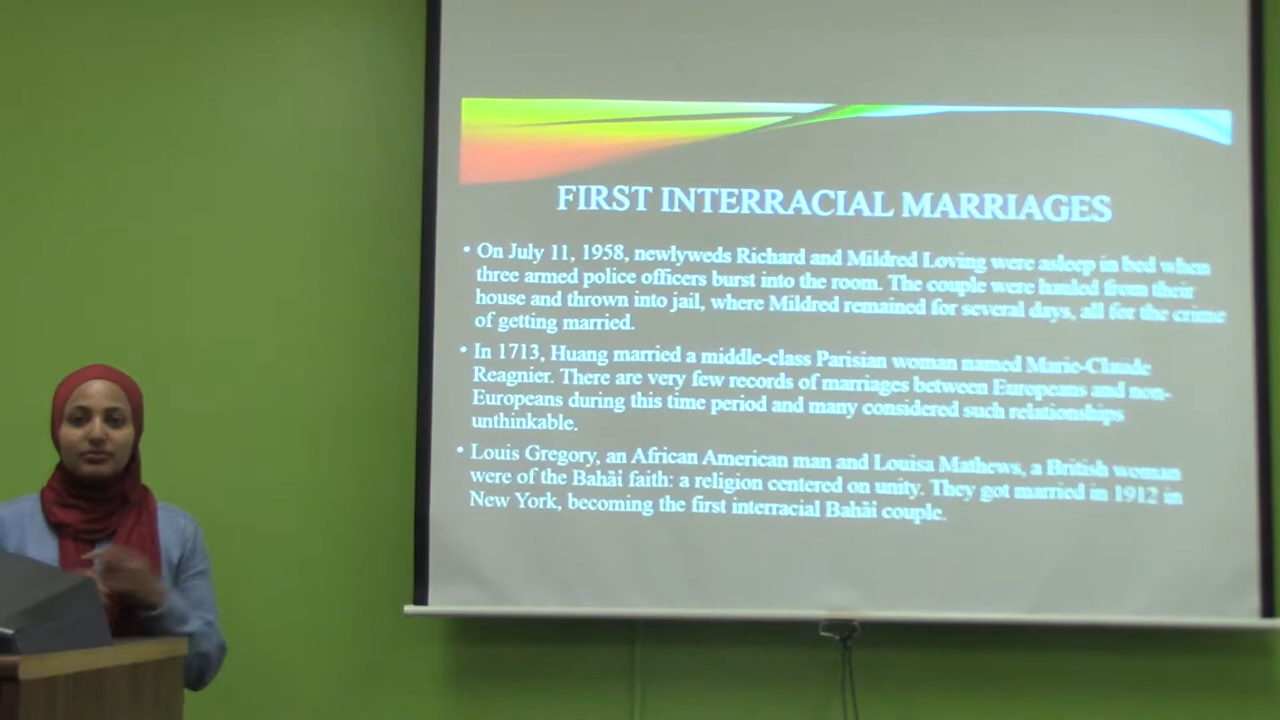 FIRST INTERRACIAL MARRIAGES
• On July 11, 1958, newlyweds Richard and Mildred Loving were asleep in bed when
three armed police officers burst into the room. The couple were hauled from their
house and thrown into jail, where Mildred remained for several days, all for the crime
of getting married.
• In 1713, Huang married a middle-class Parisian woman named Marie-Claude
Reagnier. There are very few records of marriages between Europeans and non-
Europeans during this time period and many considered such relationships
unthinkable.
• Louis Gregory, an African American man and Louisa Mathews, a British woman
were of the Bahäi faith: a religion centered on unity. They got married in 1912 in
New York, becoming the first interracial Bahäi couple.